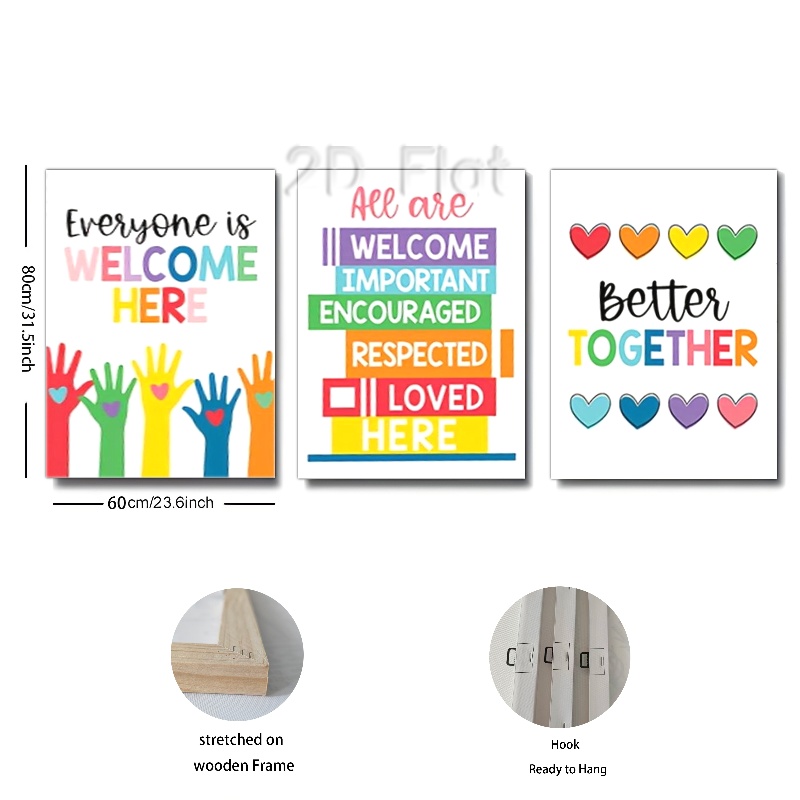 2D Flat
Everyone is
WELCOME
HERE
All are
WELCOME
IMPORTANT
ENCOURAGED
RESPECTED
LOVED
HERE
Better
TOGETHER
80cm/31.5inch
60cm/23.6inch
stretched on
wooden Frame
Hook
Ready to Hang